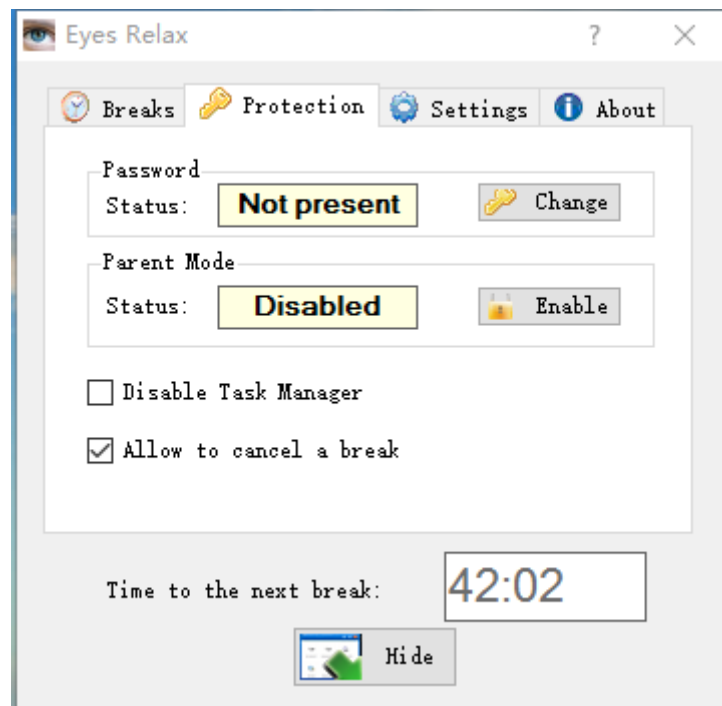 Eyes Relax
Breaks Protection Settings About
Password
Status: Not present Change
Parent Mode
Status: Disabled Enable
Disable Task Manager
Allow to cancel a break
Time to the next break: 42:02
Hide